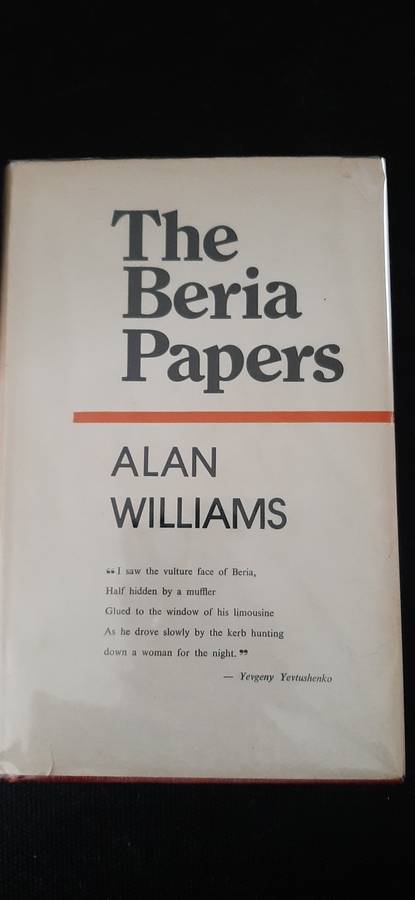 The
Beria
Papers
ALAN
WILLIAMS
“I saw the vulture face of Beria,
Half hidden by a muffler
Glued to the window of his limousine
As he drove slowly by the kerb hunting
down a woman for the night.”
— Yevgeny Yevtushenko